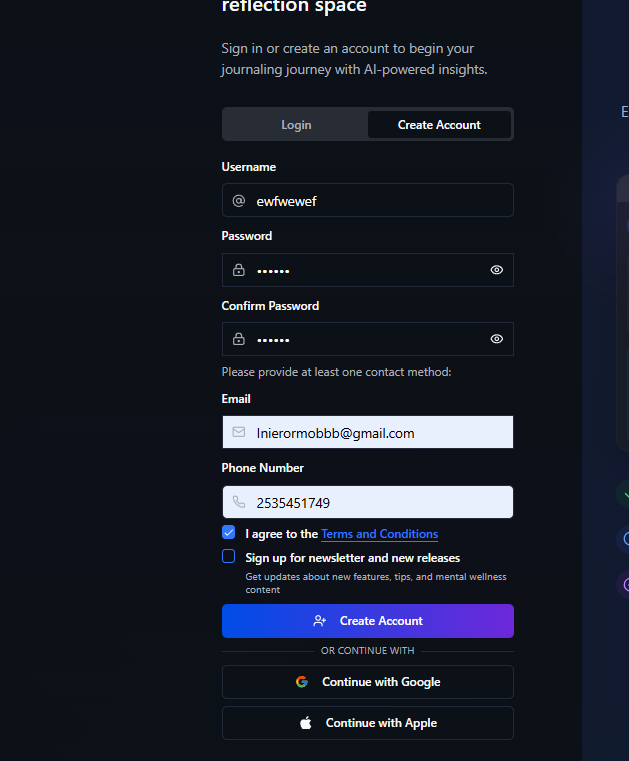 reflection space
Sign in or create an account to begin your
journaling journey with AI-powered insights.
Login
Create Account
Username
ewfwewef
Password
••••••
Confirm Password
••••••
Please provide at least one contact method:
Email
lnierormobbb@gmail.com
Phone Number
2535451749
I agree to the Terms and Conditions
Sign up for newsletter and new releases
Get updates about new features, tips, and mental wellness
content
Create Account
OR CONTINUE WITH
Continue with Google
Continue with Apple
E